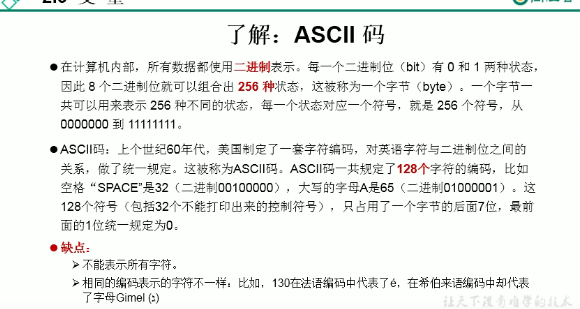 了解：ASCII 码
●在计算机内部，所有数据都使用二进制表示。每一个二进制位（bit）有 0 和 1 两种状态，
因此 8 个二进制位就可以组合出 256 种状态，这被称为一个字节（byte）。一个字节一
共可以用来表示 256 种不同的状态，每一个状态对应一个符号，就是 256 个符号，从
0000000 到 11111111。
●ASCII码：上个世纪60年代，美国制定了一套字符编码，对英语字符与二进制位之间的
关系，做了统一规定。这被称为ASCII码。ASCII码一共规定了128个字符的编码，比如
空格“SPACE”是32（二进制00100000），大写的字母A是65（二进制01000001）。这
128个符号（包括32个不能打印出来的控制符号），只占用了一个字节的后面7位，最前
面的1位统一规定为0。
●缺点：
➢不能表示所有字符。
➢相同的编码表示的字符不一样：比如，130在法语编码中代表了é，在希伯来语编码中却代表
了字母Gimel (ג)
让天下没有难学的技术